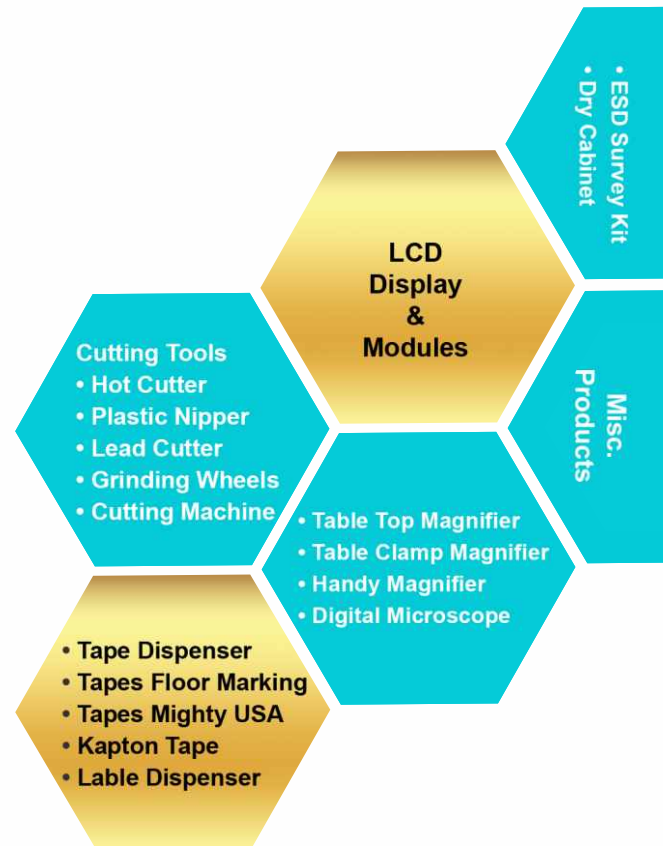 • ESD Survey Kit
• Dry Cabinet
LCD
Display
&
Modules
Misc.
Products
Cutting Tools
• Hot Cutter
• Plastic Nipper
• Lead Cutter
• Grinding Wheels
• Cutting Machine
• Table Top Magnifier
• Table Clamp Magnifier
• Handy Magnifier
• Digital Microscope
• Tape Dispenser
• Tapes Floor Marking
• Tapes Mighty USA
• Kapton Tape
• Lable Dispenser